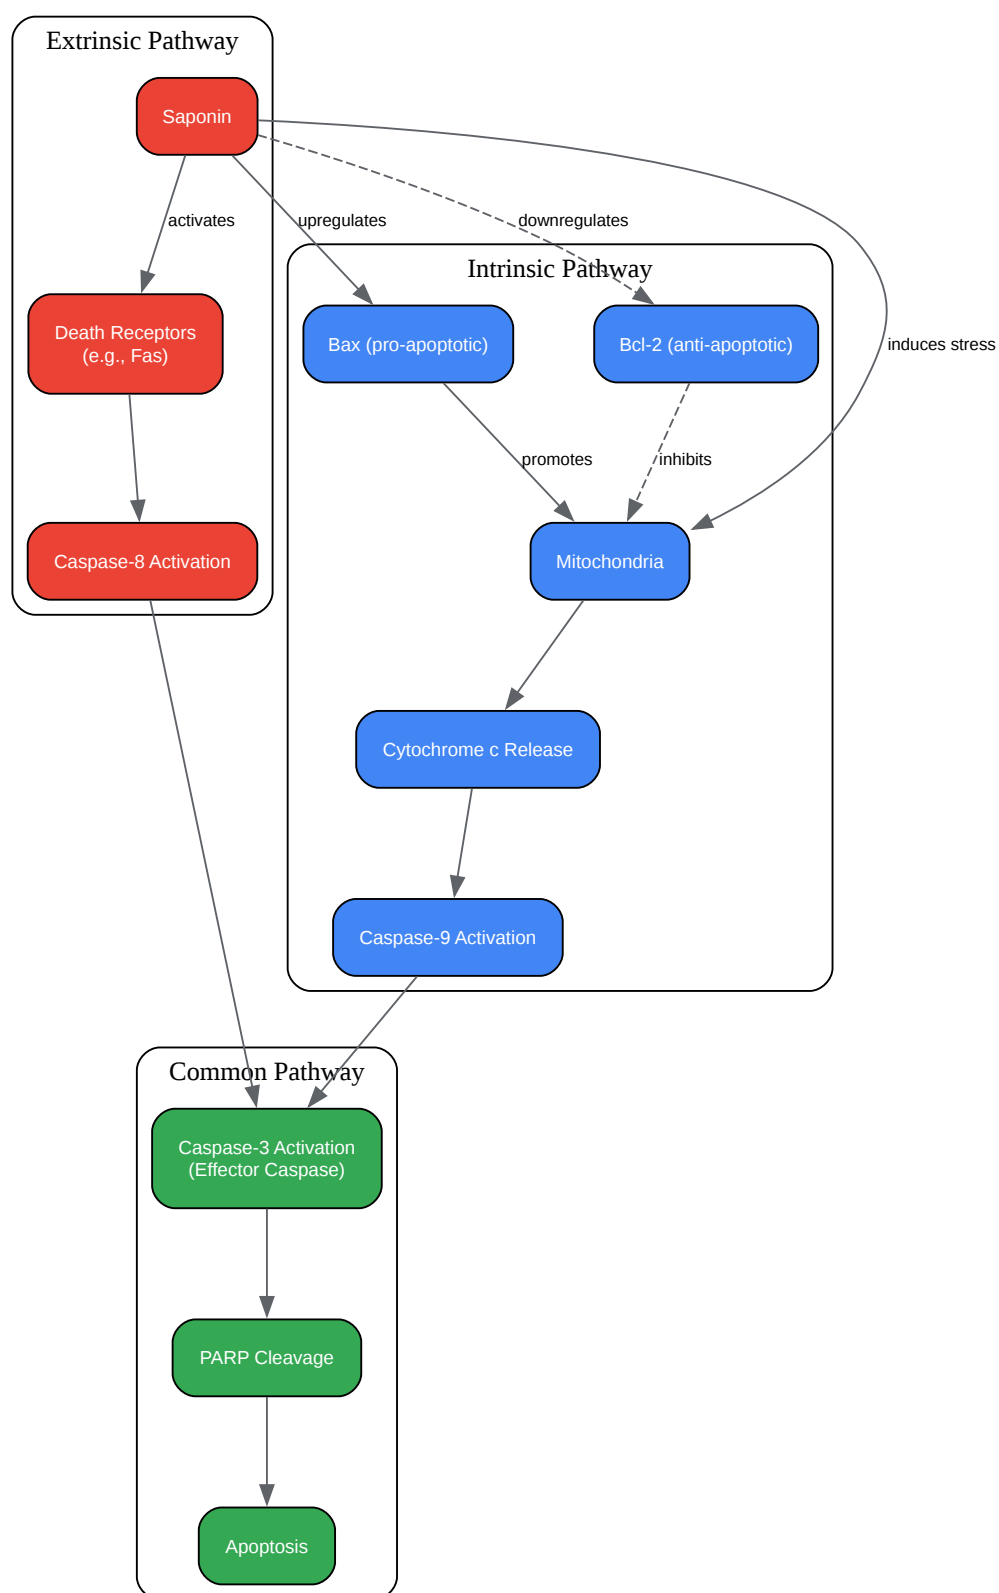 Extrinsic Pathway
Saponin
activates
upregulates
downregulates
Intrinsic Pathway
Death Receptors
(e.g., Fas)
Bax (pro-apoptotic)
Bcl-2 (anti-apoptotic)
induces stress
promotes
inhibits
Caspase-8 Activation
Mitochondria
Cytochrome c Release
Caspase-9 Activation
Common Pathway
Caspase-3 Activation
(Effector Caspase)
PARP Cleavage
Apoptosis